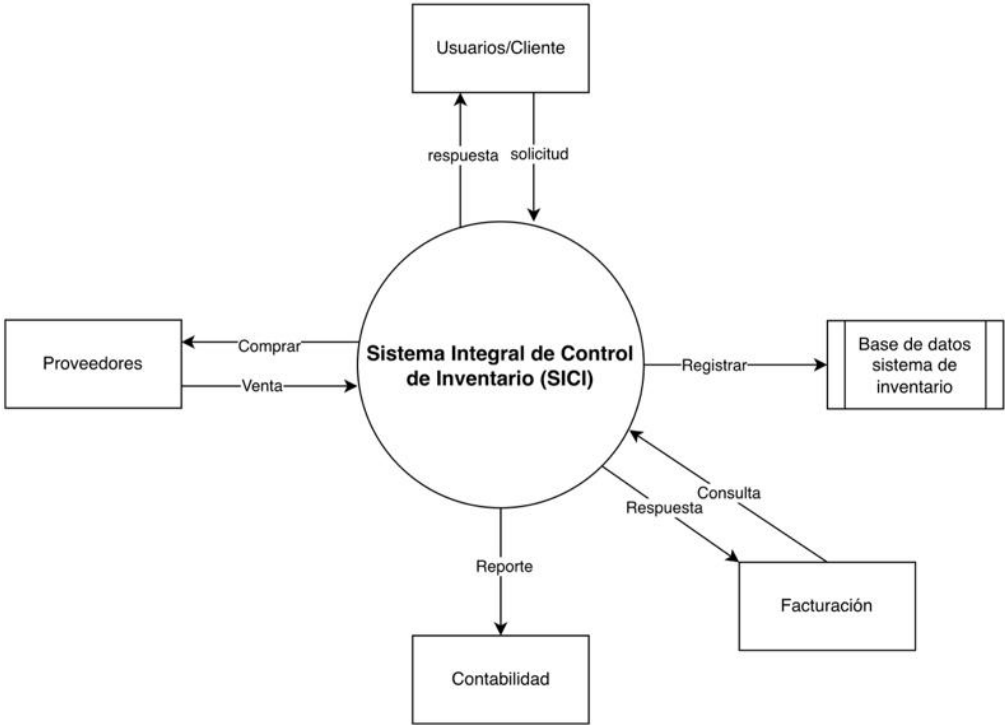 Usuarios/Cliente
respuesta
solicitud
Proveedores
Comprar
Venta
Sistema Integral de Control
de Inventario (SICI)
Registrar
Base de datos
sistema de
inventario
Consulta
Respuesta
Reporte
Facturación
Contabilidad